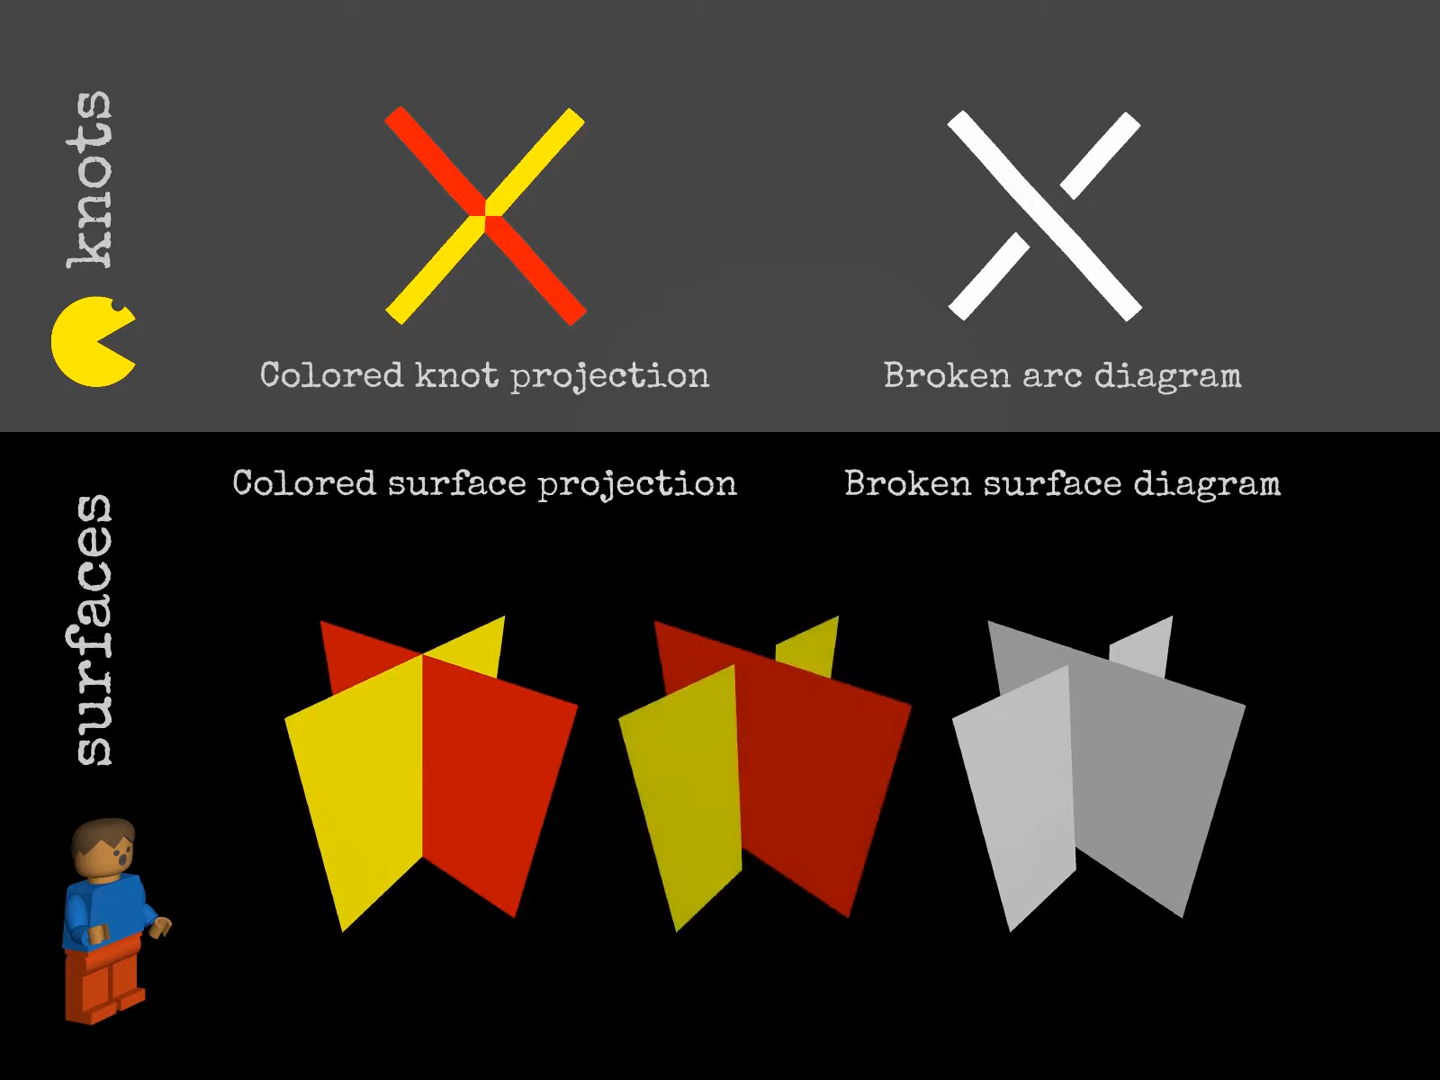 knots
Colored knot projection
Broken arc diagram
surfaces
Colored surface projection
Broken surface diagram